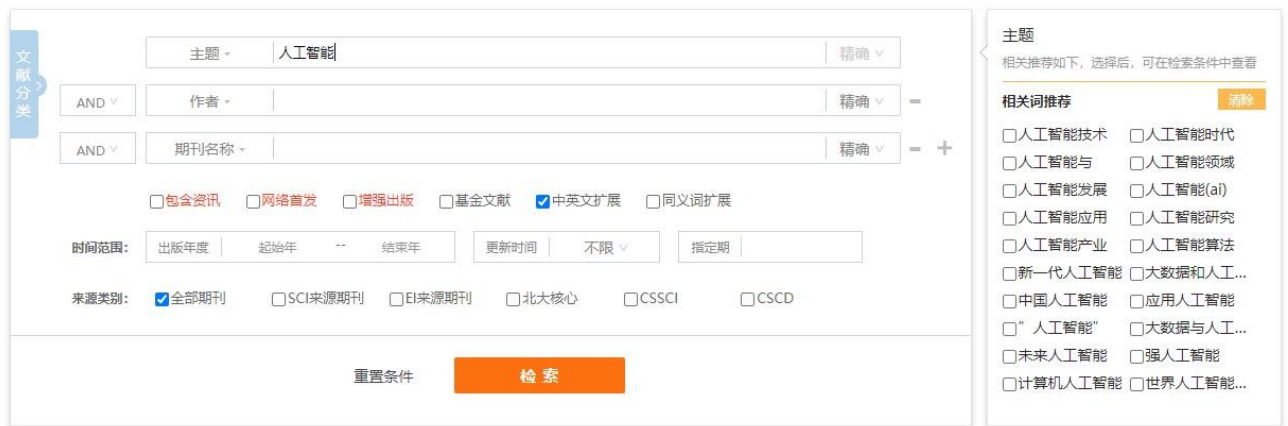 文献分类
主题 人工智能 精确
AND 作者 精确 -
AND 期刊名称 精确 - +
包含资讯 网络首发 增强出版 基金文献 中英文扩展 同义词扩展
时间范围: 出版年度 起始年 -- 结束年 更新时间 不限 指定期
来源类别: 全部期刊 SCI来源期刊 EI来源期刊 北大核心 CSSCI CSCD
重置条件 检索
主题
相关推荐如下，选择后，可在检索条件中查看
相关词推荐 清除
人工智能技术 人工智能时代
人工智能与 人工智能领域
人工智能发展 人工智能(ai)
人工智能应用 人工智能研究
人工智能产业 人工智能算法
新一代人工智能 大数据和人工...
中国人工智能 应用人工智能
”人工智能” 大数据与人工...
未来人工智能 强人工智能
计算机人工智能 世界人工智能...